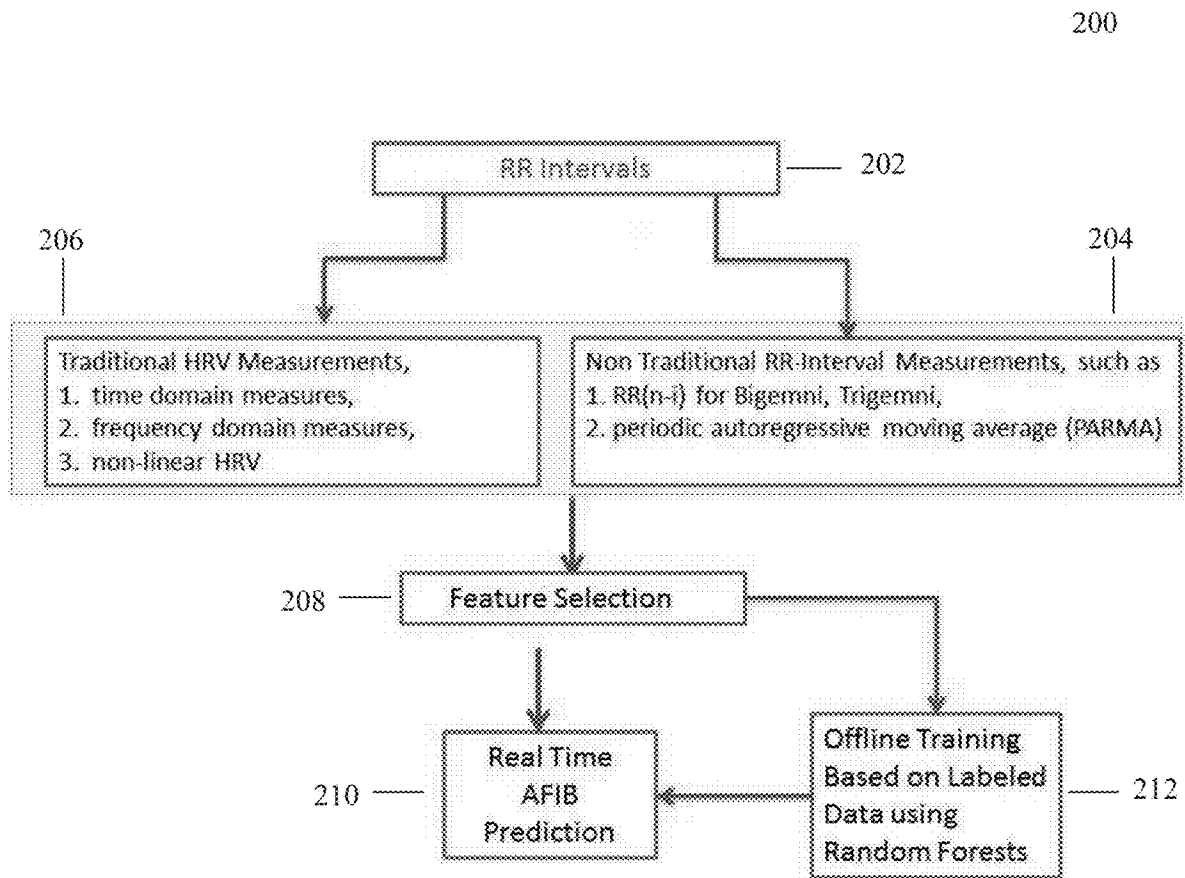 200
RR Intervals
202
206
204
Traditional HRV Measurements,
1. time domain measures,
2. frequency domain measures,
3. non-linear HRV
Non Traditional RR-Interval Measurements, such as
1. RR(n-i) for Bigemni, Trigemni,
2. periodic autoregressive moving average (PARMA)
208
Feature Selection
210
Real Time
AFIB
Prediction
Offline Training
Based on Labeled
Data using
Random Forests
212